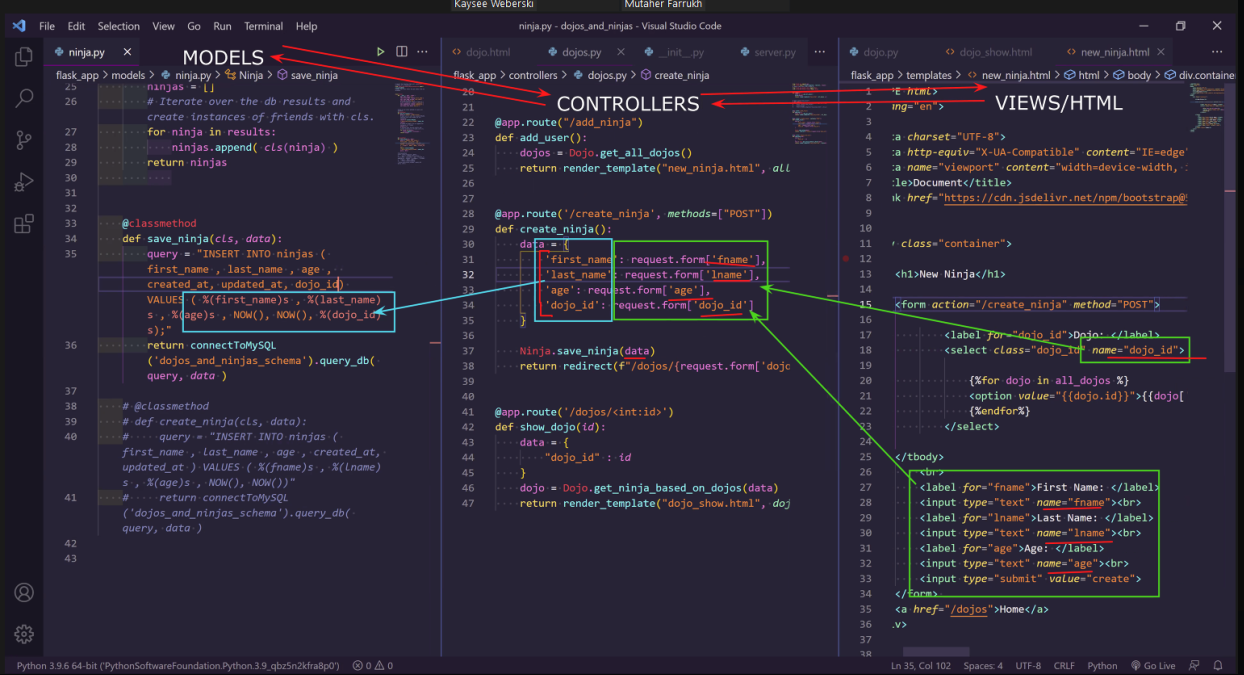 Kaysee Weberski Mutaher Farrukh
File Edit Selection View Go Run Terminal Help
ninja.py - dojos_and_ninjas - Visual Studio Code
ninja.py
MODELS
flask_app > models > ninja.py > Ninja > save_ninja
25 ninjas = []
26 # Iterate over the db results and
create instances of friends with cls.
27 for ninja in results:
28 ninjas.append( cls(ninja) )
29 return ninjas
30
31
32
33 @classmethod
34 def save_ninja(cls, data):
35 query = "INSERT INTO ninjas (
first_name , last_name , age ,
created_at, updated_at, dojo_id)
VALUES ( %(first_name)s , %(last_name)
s , %(age)s , NOW(), NOW(), %(dojo_id)
s);"
36 return connectToMySQL
('dojos_and_ninjas_schema').query_db(
query, data )
37
38 # @classmethod
39 # def create_ninja(cls, data):
40 # query = "INSERT INTO ninjas (
first_name , last_name , age , created_at,
updated_at ) VALUES ( %(fname)s , %(lname)
s , %(age)s , NOW(), NOW())"
41 # return connectToMySQL
('dojos_and_ninjas_schema').query_db(
query, data )
42
43
dojo.html dojos.py __init__.py server.py
flask_app > controllers > dojos.py > create_ninja
CONTROLLERS
20
21
22 @app.route("/add_ninja")
23 def add_user():
24 dojos = Dojo.get_all_dojos()
25 return render_template("new_ninja.html", all
26
27
28 @app.route('/create_ninja', methods=["POST"])
29 def create_ninja():
30 data = {
31 'first_name': request.form['fname'],
32 'last_name': request.form['lname'],
33 'age': request.form['age'],
34 'dojo_id': request.form['dojo_id']
35 }
36
37 Ninja.save_ninja(data)
38 return redirect(f"/dojos/{request.form['dojo
39
40
41 @app.route('/dojos/<int:id>')
42 def show_dojo(id):
43 data = {
44 "dojo_id" : id
45 }
46 dojo = Dojo.get_ninja_based_on_dojos(data)
47 return render_template("dojo_show.html", doj
dojo.py dojo_show.html new_ninja.html
flask_app > templates > new_ninja.html > html > body > div.container
VIEWS/HTML
1 E html>
2 ng="en">
3
4 ta charset="UTF-8">
5 ta http-equiv="X-UA-Compatible" content="IE=edge"
6 ta name="viewport" content="width=device-width,
7 tle>Document</title>
8 nk href="https://cdn.jsdelivr.net/npm/bootstrap@5
9
10
11 v class="container">
12
13 <h1>New Ninja</h1>
14
15 <form action="/create_ninja" method="POST">
16
17 <label for="dojo_id">Dojo: </label>
18 <select class="dojo_id" name="dojo_id">
19
20 {%for dojo in all_dojos %}
21 <option value="{{dojo.id}}">{{dojo[
22 {%endfor%}
23 </select>
24
25 </tbody>
26 <br>
27 <label for="fname">First Name: </label>
28 <input type="text" name="fname"><br>
29 <label for="lname">Last Name: </label>
30 <input type="text" name="lname"><br>
31 <label for="age">Age: </label>
32 <input type="text" name="age"><br>
33 <input type="submit" value="create">
34 </form>
35 <a href="/dojos">Home</a>
36 v>
37
38
Python 3.9.6 64-bit ('PythonSoftwareFoundation.Python.3.9_qbz5n2kfra8p0') 0 0
Ln 35, Col 102 Spaces: 4 UTF-8 CRLF Python Go Live